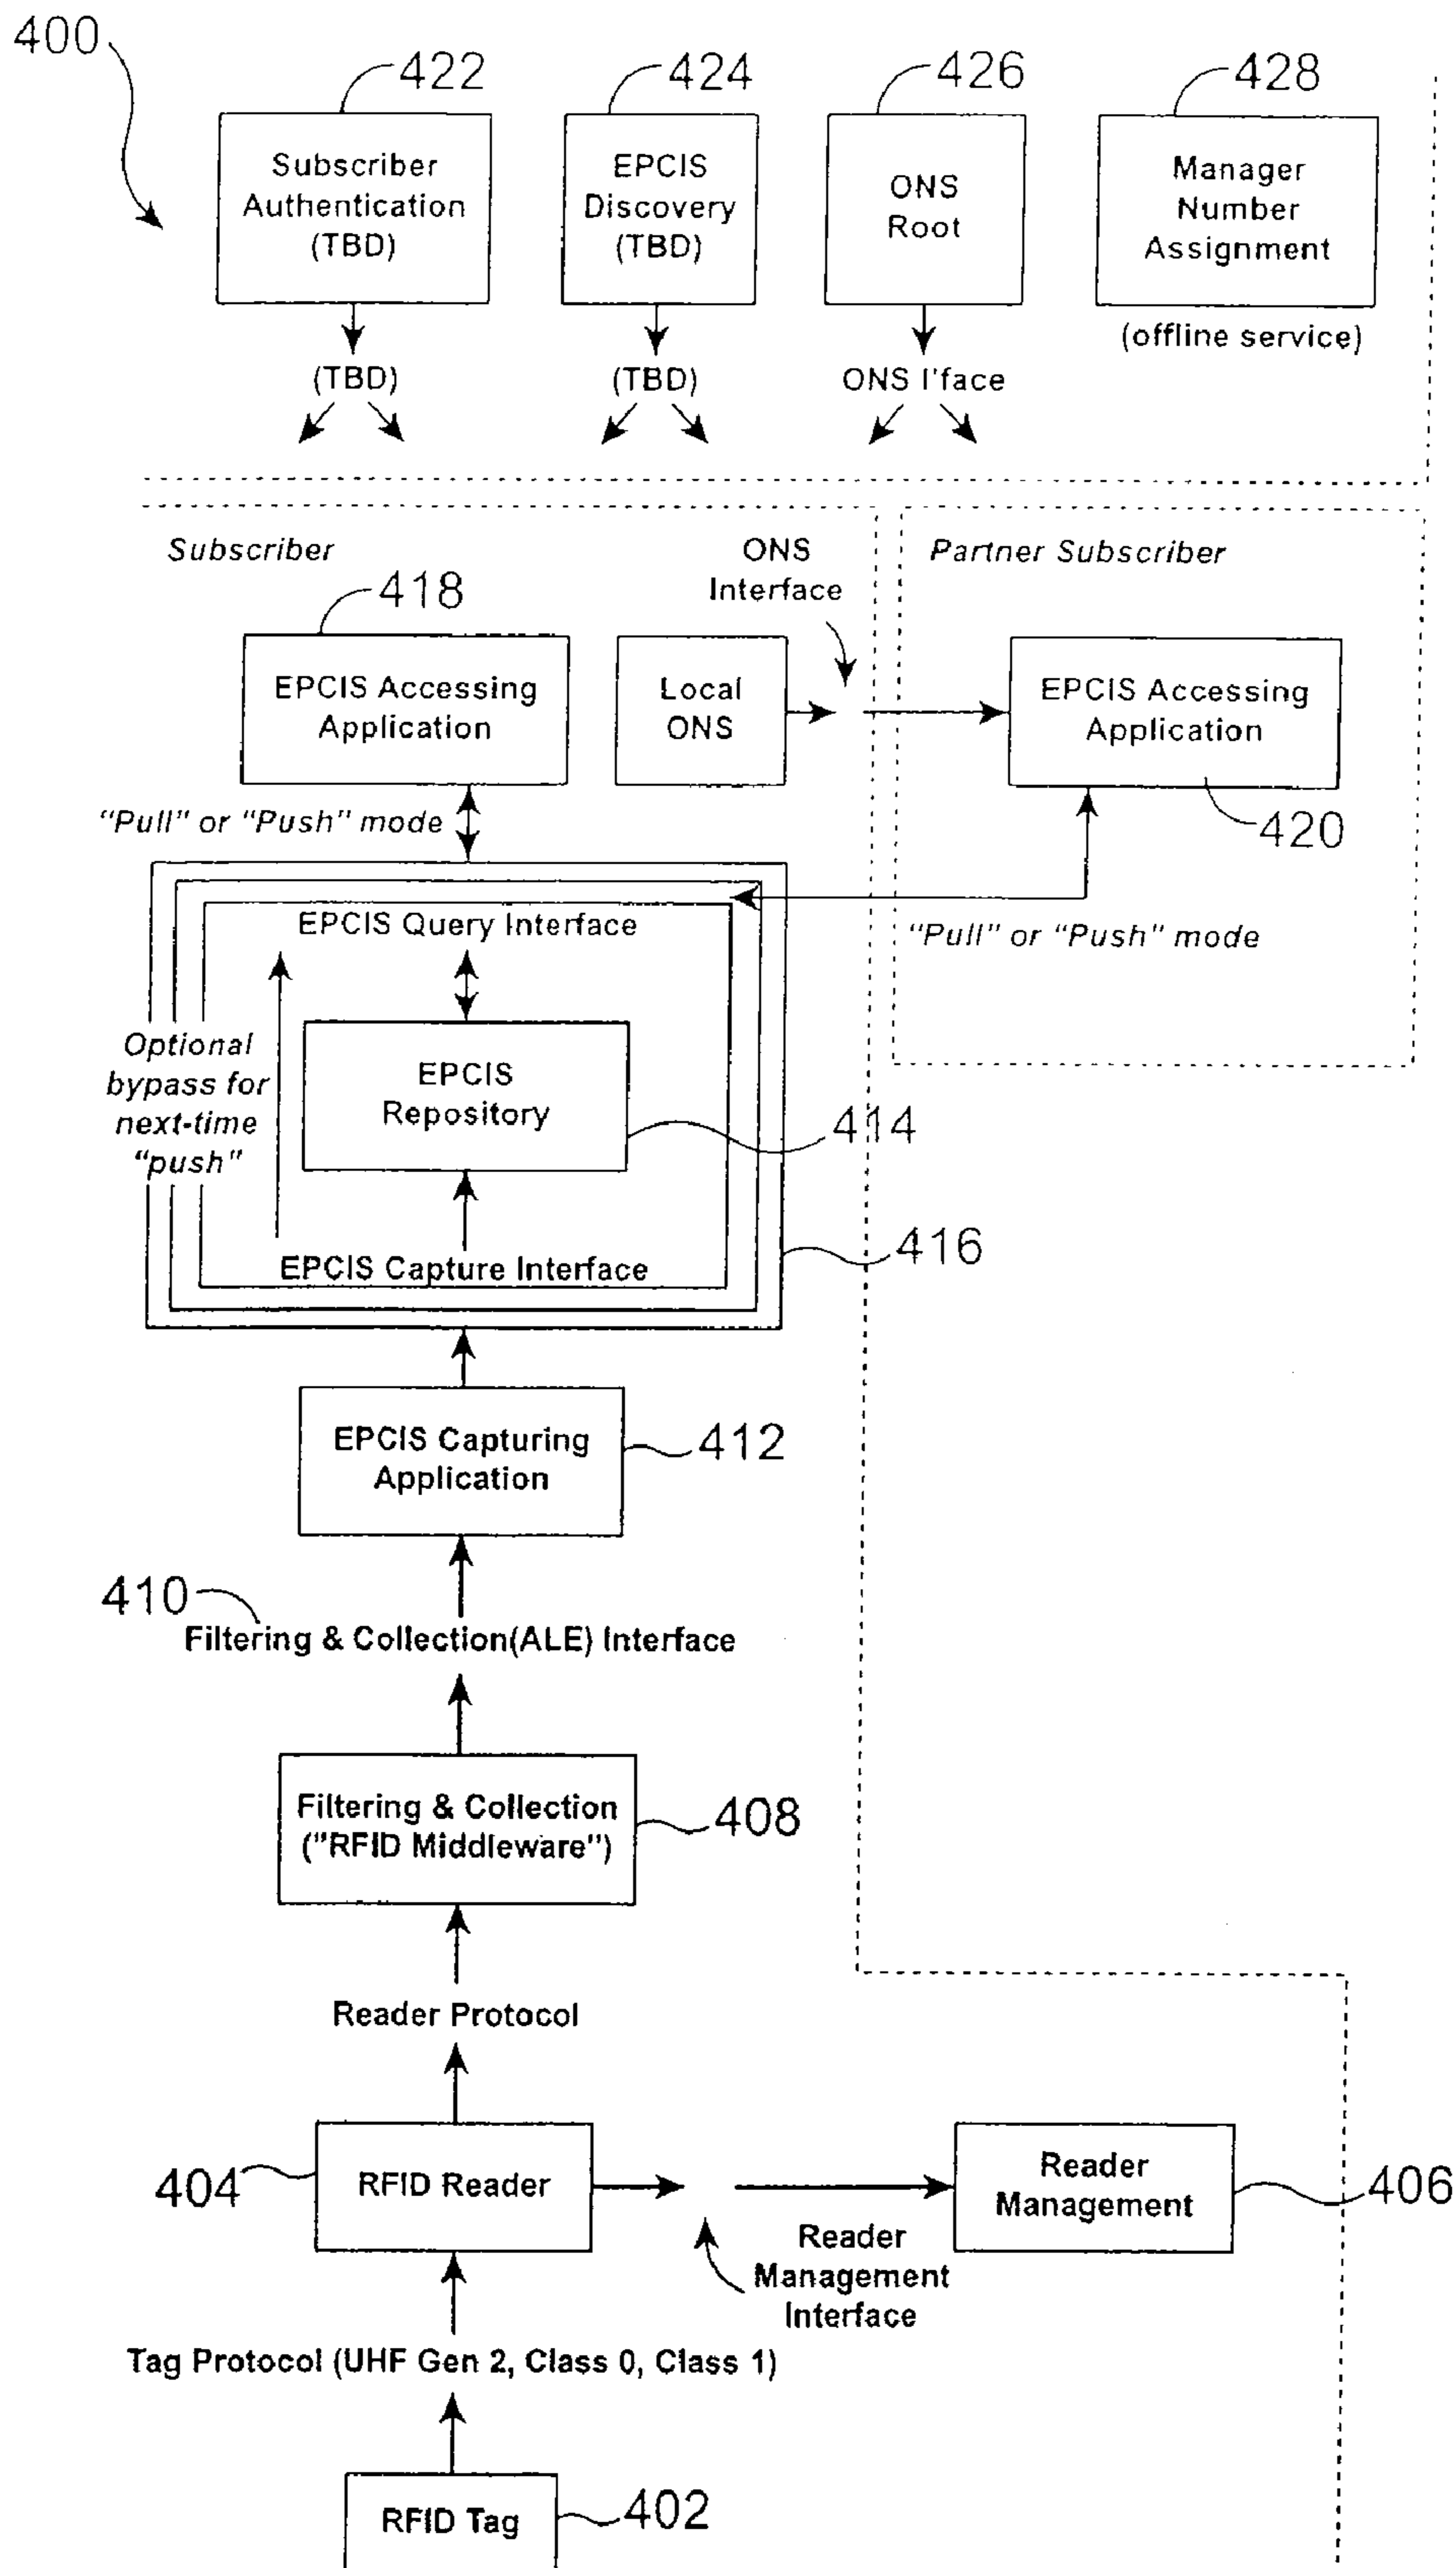 400
422
424
426
428
Subscriber
Authentication
(TBD)
EPCIS
Discovery
(TBD)
ONS
Root
Manager
Number
Assignment
(offline service)
(TBD)
(TBD)
ONS I'face
Subscriber
ONS
Interface
Partner Subscriber
418
EPCIS Accessing
Application
Local
ONS
EPCIS Accessing
Application
420
"Pull" or "Push" mode
EPCIS Query Interface
"Pull" or "Push" mode
Optional
bypass for
next-time
"push"
EPCIS
Repository
414
EPCIS Capture Interface
416
EPCIS Capturing
Application
412
410
Filtering & Collection(ALE) Interface
Filtering & Collection
("RFID Middleware")
408
Reader Protocol
404
RFID Reader
Reader
Management
406
Reader
Management
Interface
Tag Protocol (UHF Gen 2, Class 0, Class 1)
RFID Tag
402